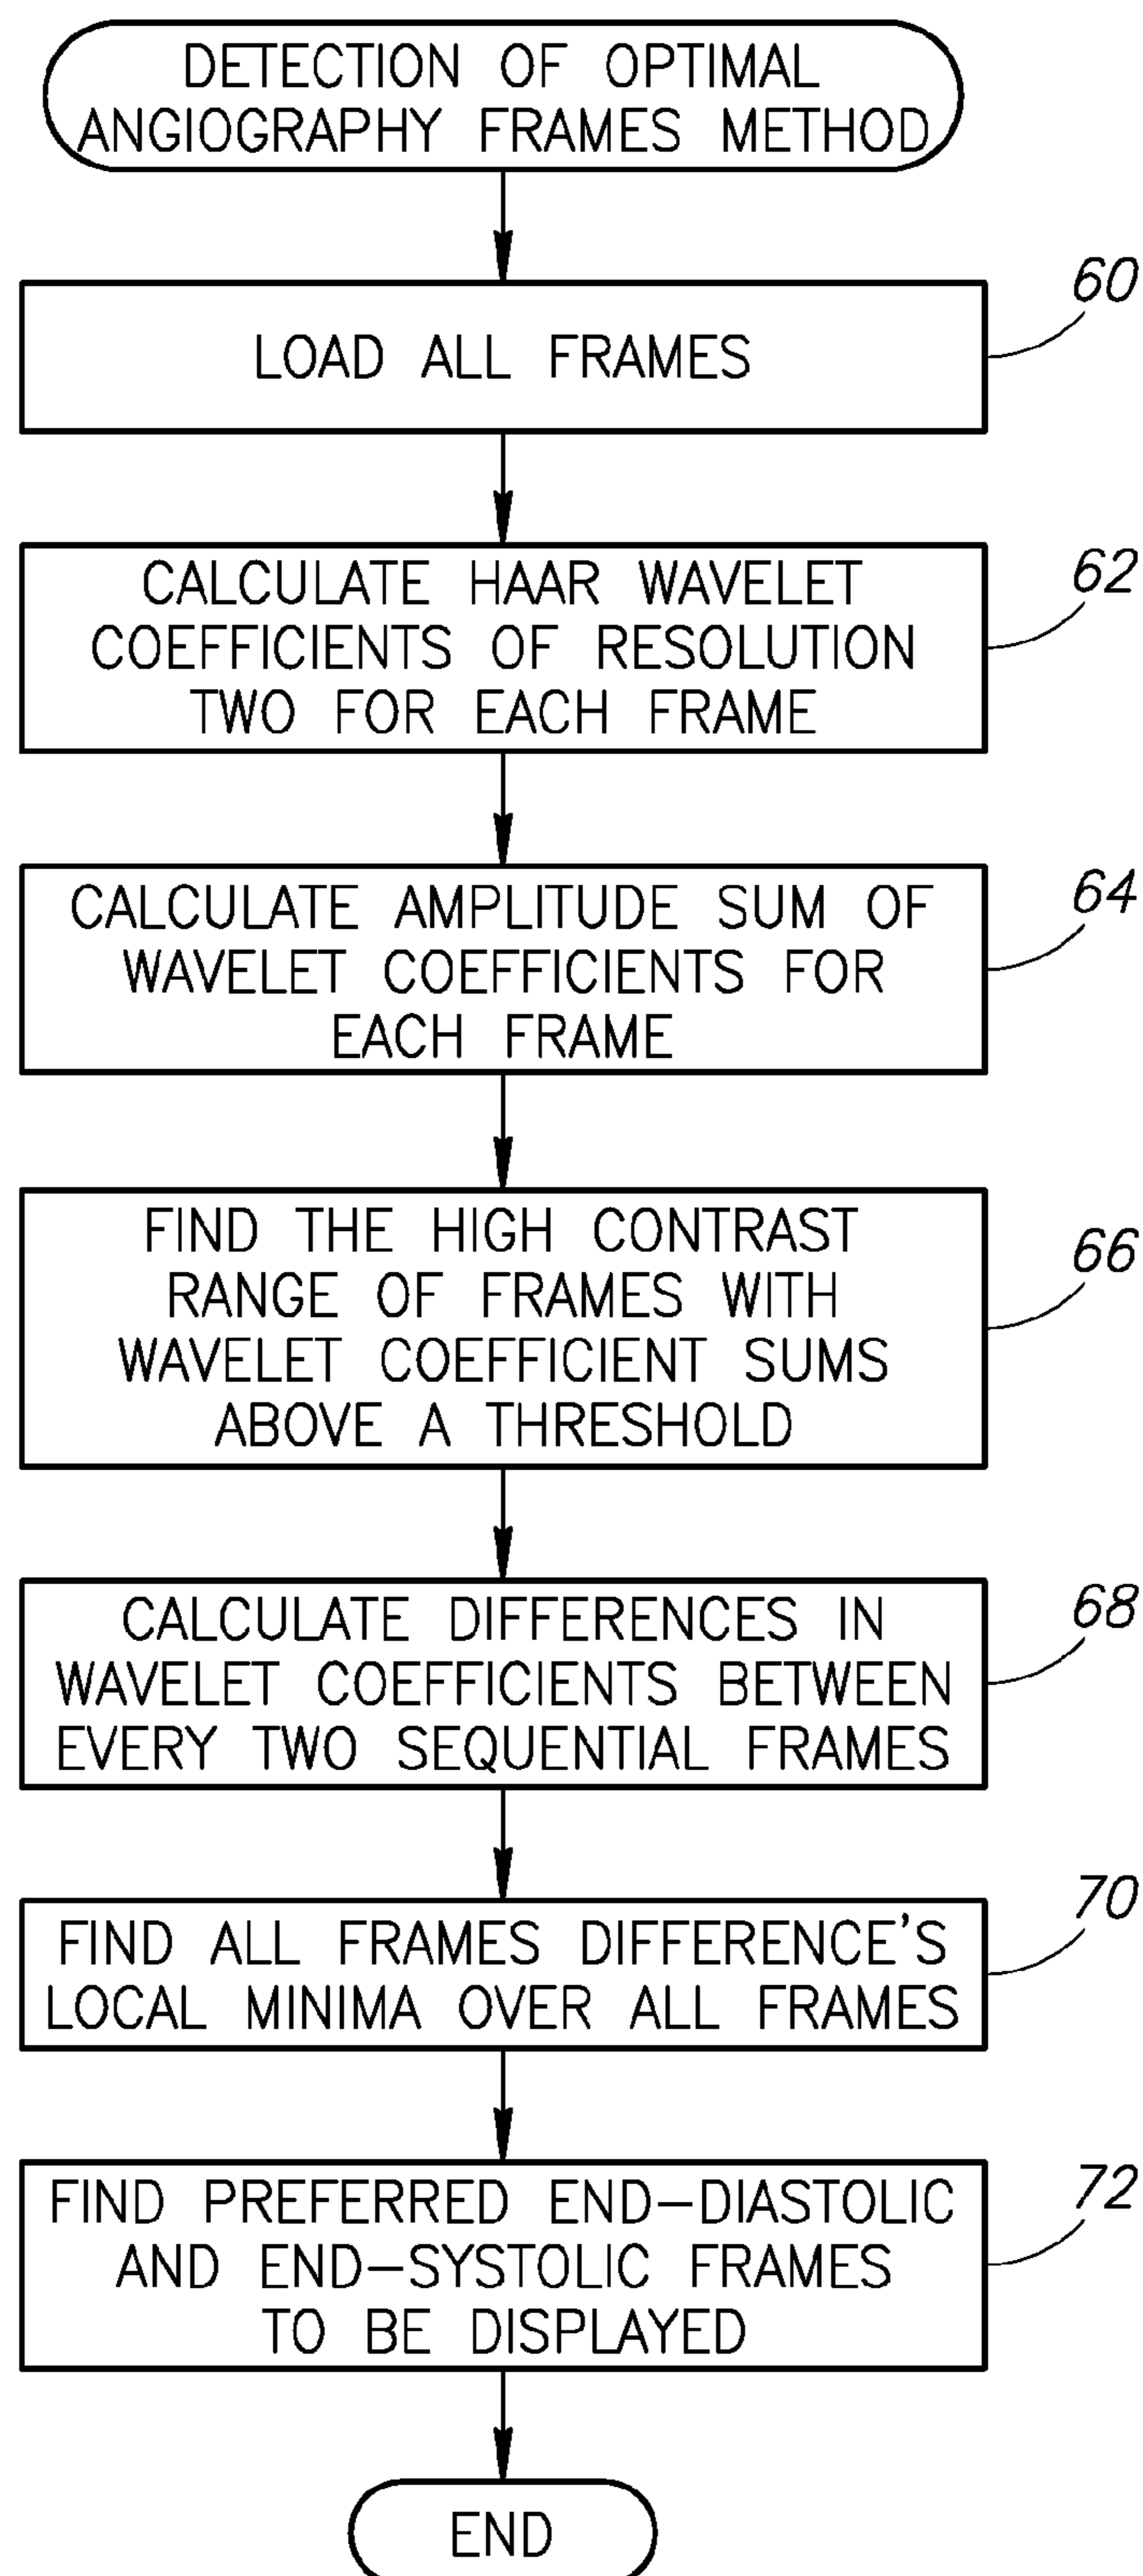 DETECTION OF OPTIMAL
ANGIOGRAPHY FRAMES METHOD
60
LOAD ALL FRAMES
62
CALCULATE HAAR WAVELET
COEFFICIENTS OF RESOLUTION
TWO FOR EACH FRAME
64
CALCULATE AMPLITUDE SUM OF
WAVELET COEFFICIENTS FOR
EACH FRAME
66
FIND THE HIGH CONTRAST
RANGE OF FRAMES WITH
WAVELET COEFFICIENT SUMS
ABOVE A THRESHOLD
68
CALCULATE DIFFERENCES IN
WAVELET COEFFICIENTS BETWEEN
EVERY TWO SEQUENTIAL FRAMES
70
FIND ALL FRAMES DIFFERENCE'S
LOCAL MINIMA OVER ALL FRAMES
72
FIND PREFERRED END-DIASTOLIC
AND END-SYSTOLIC FRAMES
TO BE DISPLAYED
END